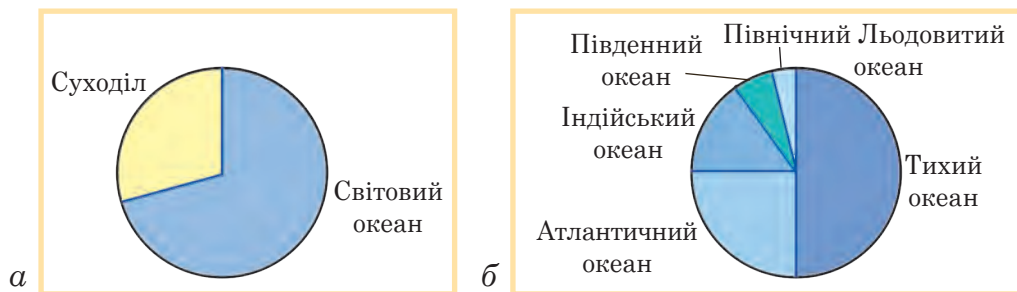 Суходіл
Світовий
океан
а
Південний
океан
Північний Льодовитий
океан
Індійський
океан
Тихий
океан
Атлантичний
океан
б